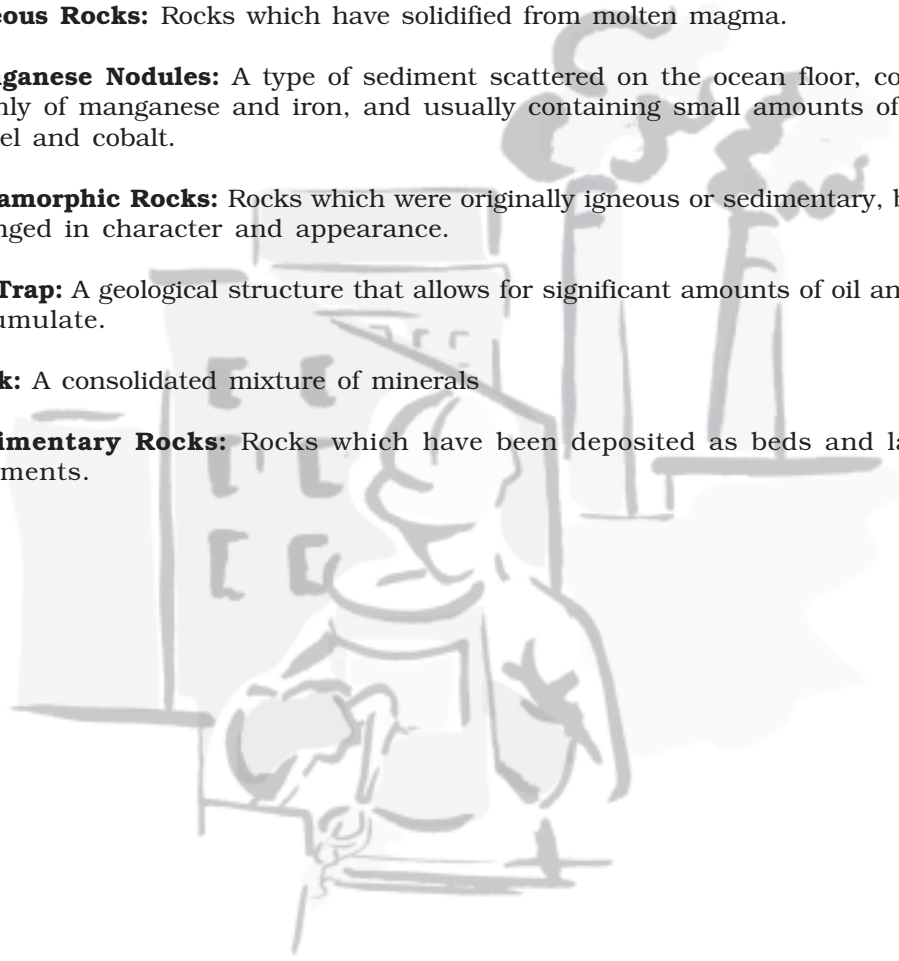 eous Rocks: Rocks which have solidified from molten magma.
ganese Nodules: A type of sediment scattered on the ocean floor, co
nly of manganese and iron, and usually containing small amounts of
el and cobalt.
amorphic Rocks: Rocks which were originally igneous or sedimentary, b
nged in character and appearance.
Trap: A geological structure that allows for significant amounts of oil an
umulate.
k: A consolidated mixture of minerals
imentary Rocks: Rocks which have been deposited as beds and la
ments.